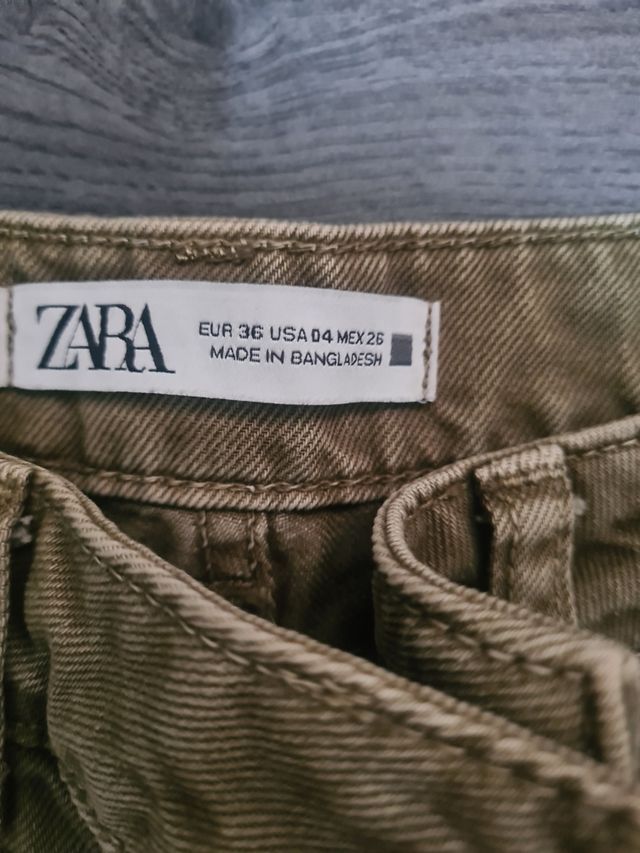 ZARA
EUR 36 USA 04 MEX 26
MADE IN BANGLADESH